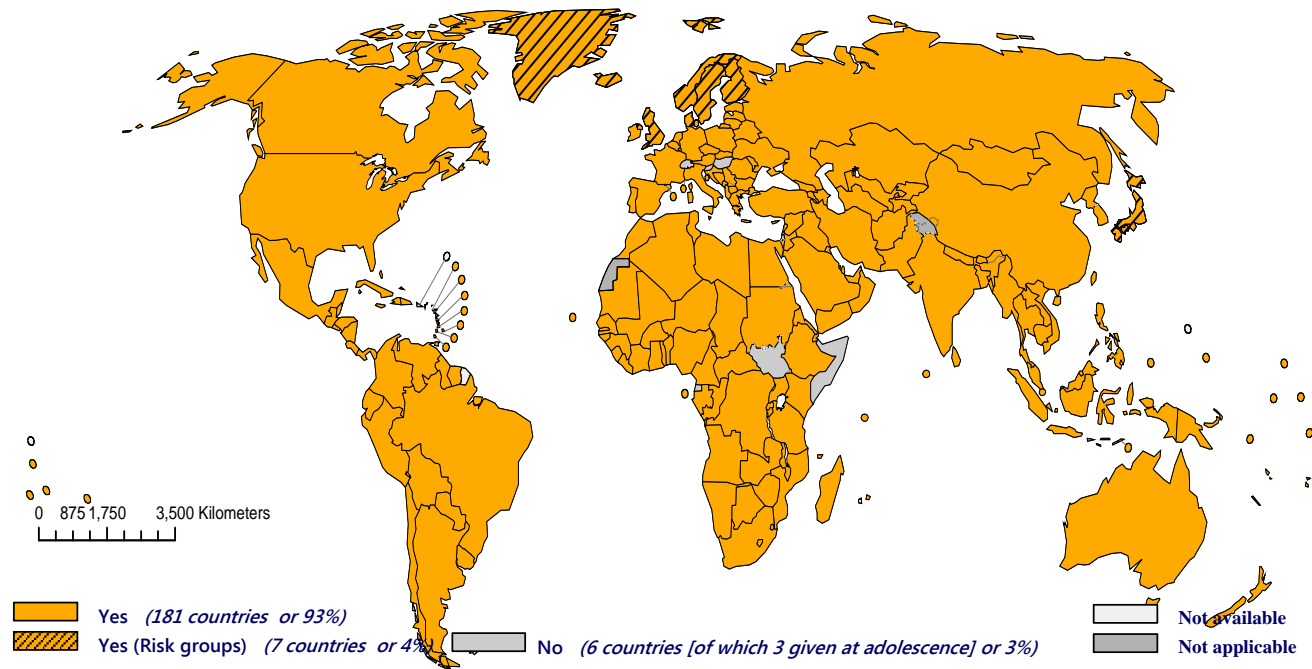 0 875 1,750 3,500 Kilometers
Yes (181 countries or 93%)
Yes (Risk groups) (7 countries or 4%)
No (6 countries [of which 3 given at adolescence] or 3%)
Not available
Not applicable